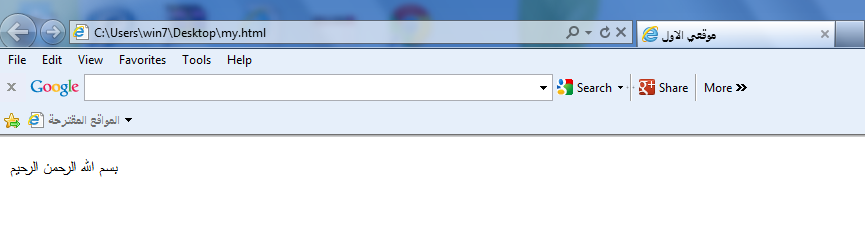 C:\Users\win7\Desktop\my.html
موقعي الاول
File Edit View Favorites Tools Help
x Google Search Share More »
المواقع المقترحة
بسم الله الرحمن الرحيم